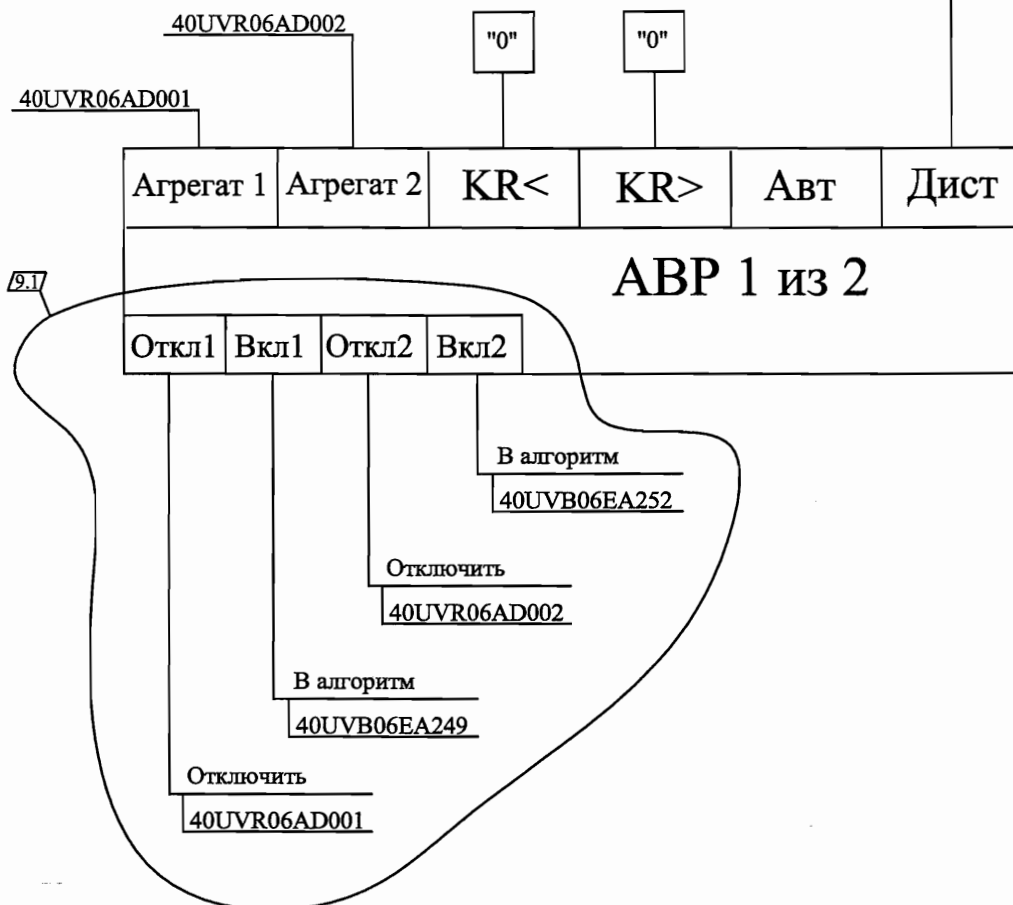 40UVR06AD002
"0"
"0"
40UVR06AD001
Агрегат 1
Агрегат 2
KR<
KR>
Авт
Дист
9.1
АВР 1 из 2
Откл1
Вкл1
Откл2
Вкл2
В алгоритм
40UVB06EA252
Отключить
40UVR06AD002
В алгоритм
40UVB06EA249
Отключить
40UVR06AD001